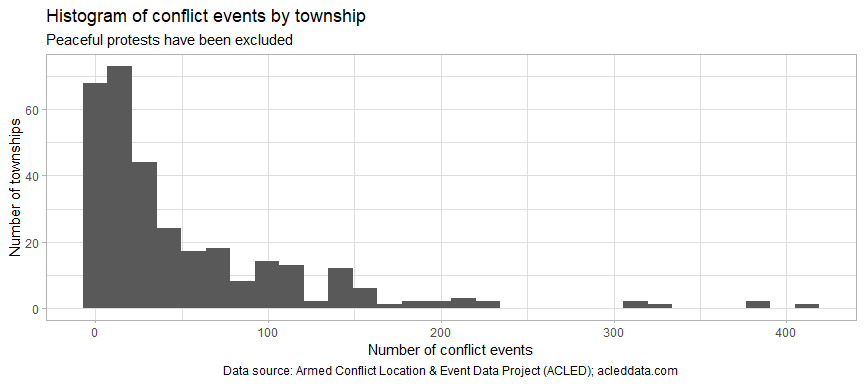 Histogram of conflict events by township
Peaceful protests have been excluded
Number of townships
60
40
20
0
0 100 200 300 400
Number of conflict events
Data source: Armed Conflict Location & Event Data Project (ACLED); acleddata.com